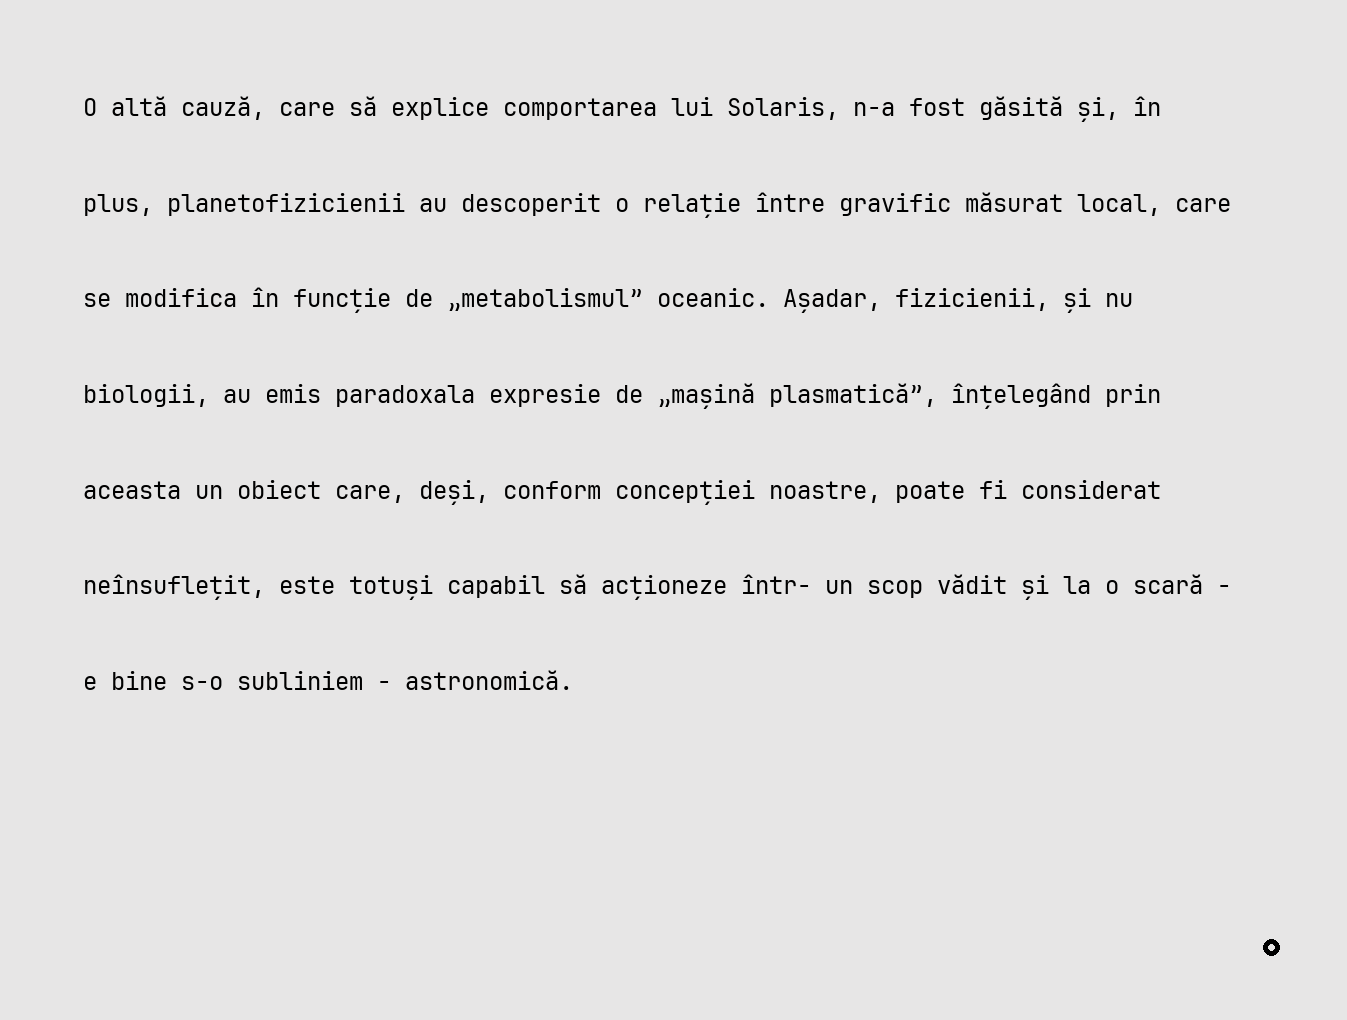 O altă cauză, care să explice comportarea lui Solaris, n-a fost găsită și, în
plus, planetofizicienii au descoperit o relație între gravific măsurat local, care
se modifica în funcție de „metabolismul” oceanic. Așadar, fizicienii, și nu
biologii, au emis paradoxala expresie de „mașină plasmatică”, înțelegând prin
aceasta un obiect care, deși, conform concepției noastre, poate fi considerat
neînsuflețit, este totuși capabil să acționeze într- un scop vădit și la o scară -
e bine s-o subliniem - astronomică.